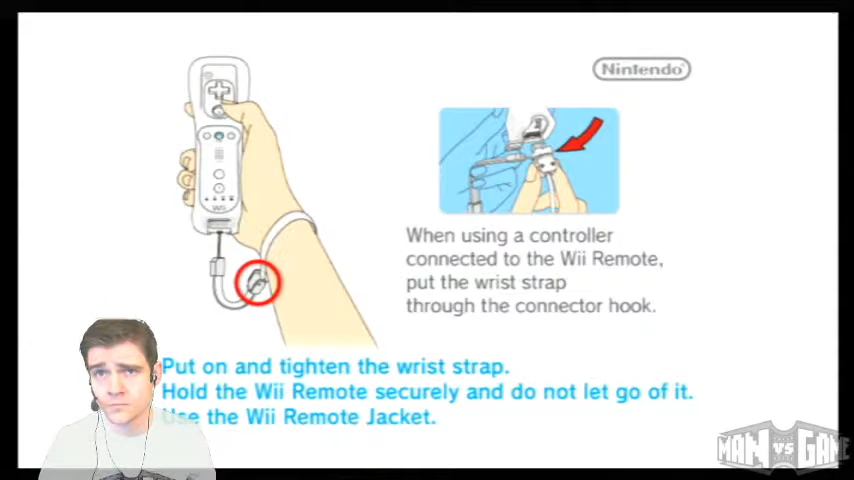 Nintendo
When using a controller
connected to the Wii Remote,
put the wrist strap
through the connector hook.
Put on and tighten the wrist strap.
Hold the Wii Remote securely and do not let go of it.
Use the Wii Remote Jacket.
Wii
MAN VS GAME